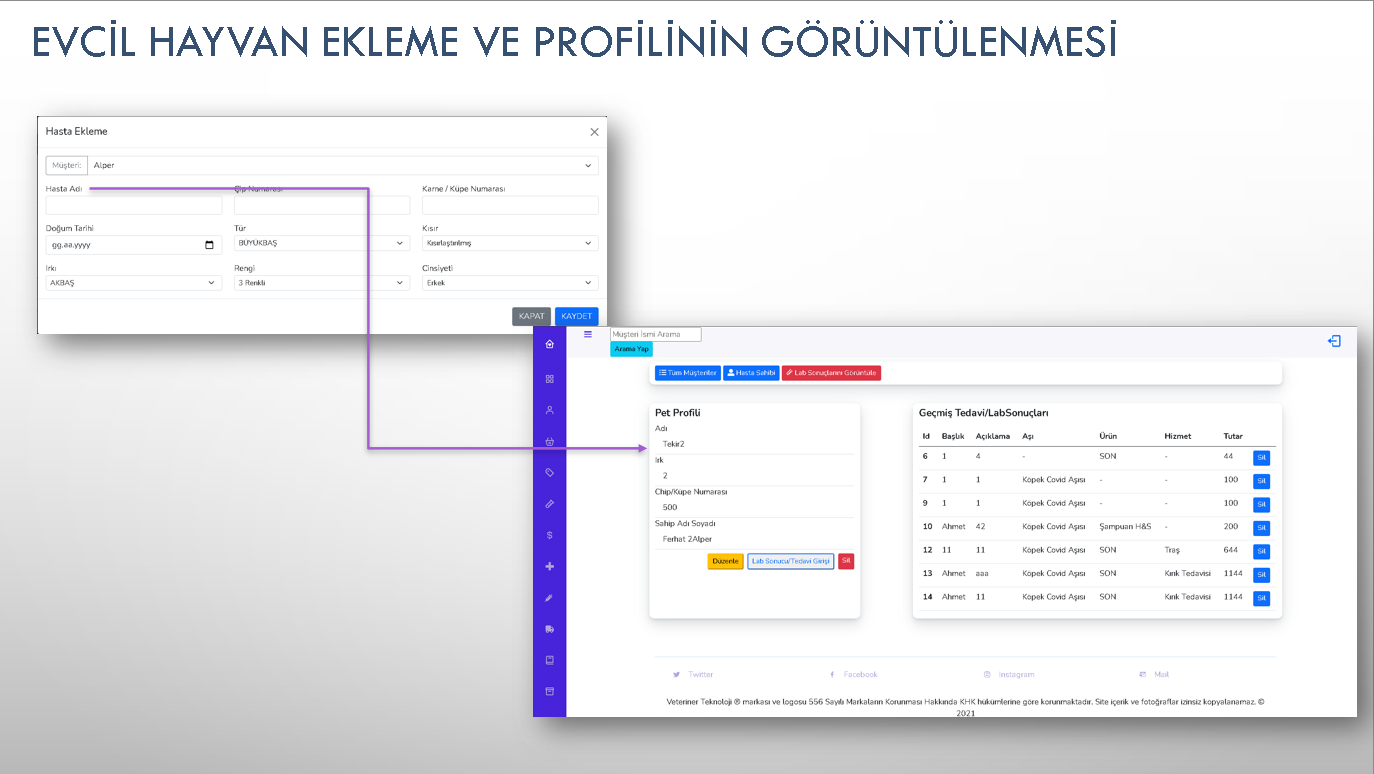 EVCİL HAYVAN EKLEME VE PROFİLİNİN GÖRÜNTÜLENMESİ
Hasta Ekleme
Müşteri: Alper
Hasta Adı Çip Numarası Karne / Küpe Numarası
Doğum Tarihi Tür Kısır
gg.aa.yyyy BÜYÜKBAŞ Kısırlaştırılmış
Irkı Rengi Cinsiyeti
AKBAŞ 3 Renkli Erkek
KAPAT KAYDET
Müşteri İsmi Arama
Arama Yap
Tüm Müşteriler Hasta Sahibi Lab Sonuçlarını Görüntüle
Pet Profili
Adı
Tekir2
Irk
2
Chip/Küpe Numarası
500
Sahip Adı Soyadı
Ferhat 2Alper
Düzenle Lab Sonucu/Tedavi Girişi Sil
Geçmiş Tedavi/LabSonuçları
Id Başlık Açıklama Aşı Ürün Hizmet Tutar
6 1 4 - SON - 44 Sil
7 1 1 Köpek Covid Aşısı - - 100 Sil
9 1 1 Köpek Covid Aşısı - - 100 Sil
10 Ahmet 42 Köpek Covid Aşısı Şampuan H&S - 200 Sil
12 11 11 Köpek Covid Aşısı SON Traş 644 Sil
13 Ahmet aaa Köpek Covid Aşısı SON Kırık Tedavisi 1144 Sil
14 Ahmet 11 Köpek Covid Aşısı SON Kırık Tedavisi 1144 Sil
Twitter Facebook Instagram Mail
Veteriner Teknoloji ® markası ve logosu 556 Sayılı Markaların Korunması Hakkında KHK hükümlerine göre korunmaktadır. Site içerik ve fotoğraflar izinsiz kopyalanamaz. ©
2021